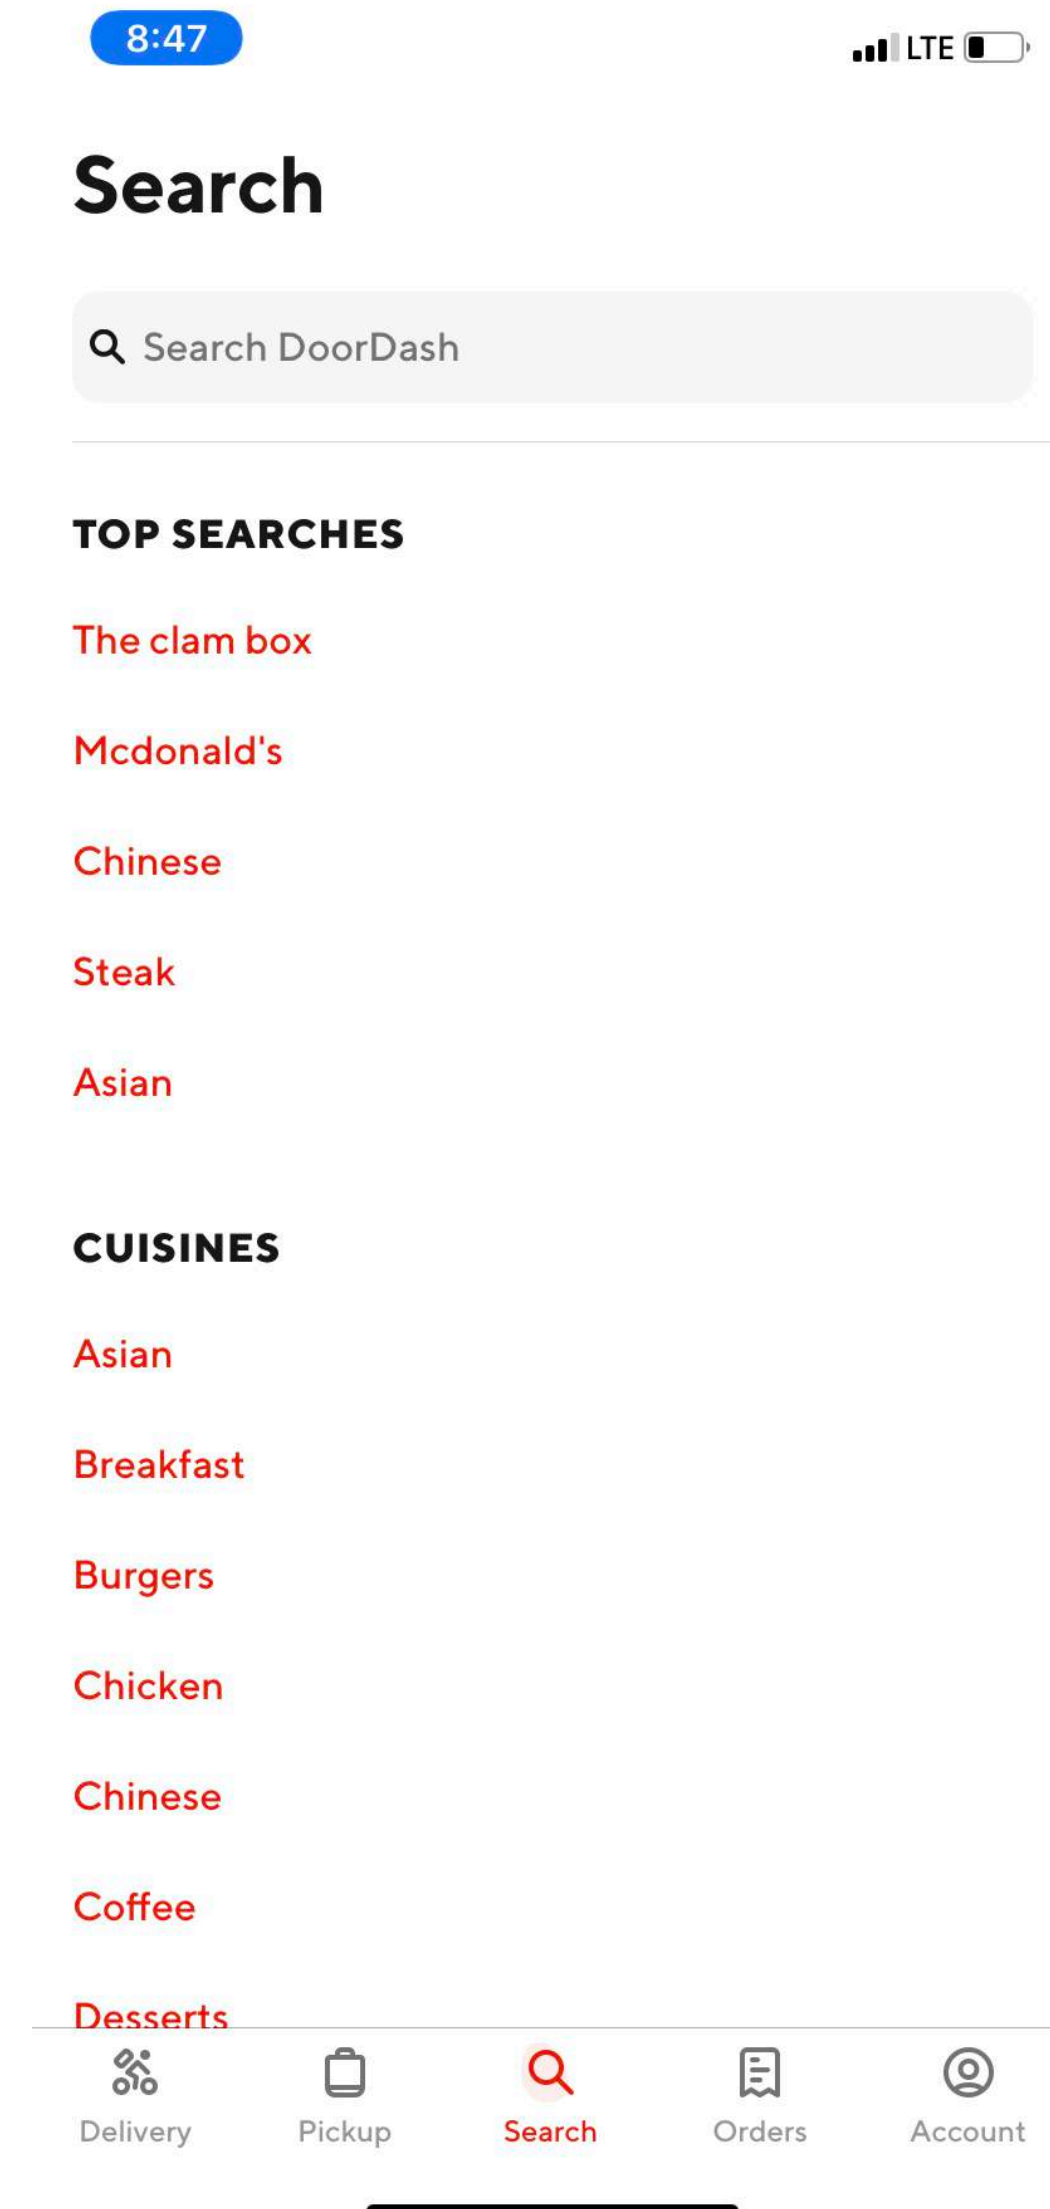 8:47 LTE
Search
Search DoorDash
TOP SEARCHES
The clam box
Mcdonald's
Chinese
Steak
Asian
CUISINES
Asian
Breakfast
Burgers
Chicken
Chinese
Coffee
Desserts
Delivery Pickup Search Orders Account